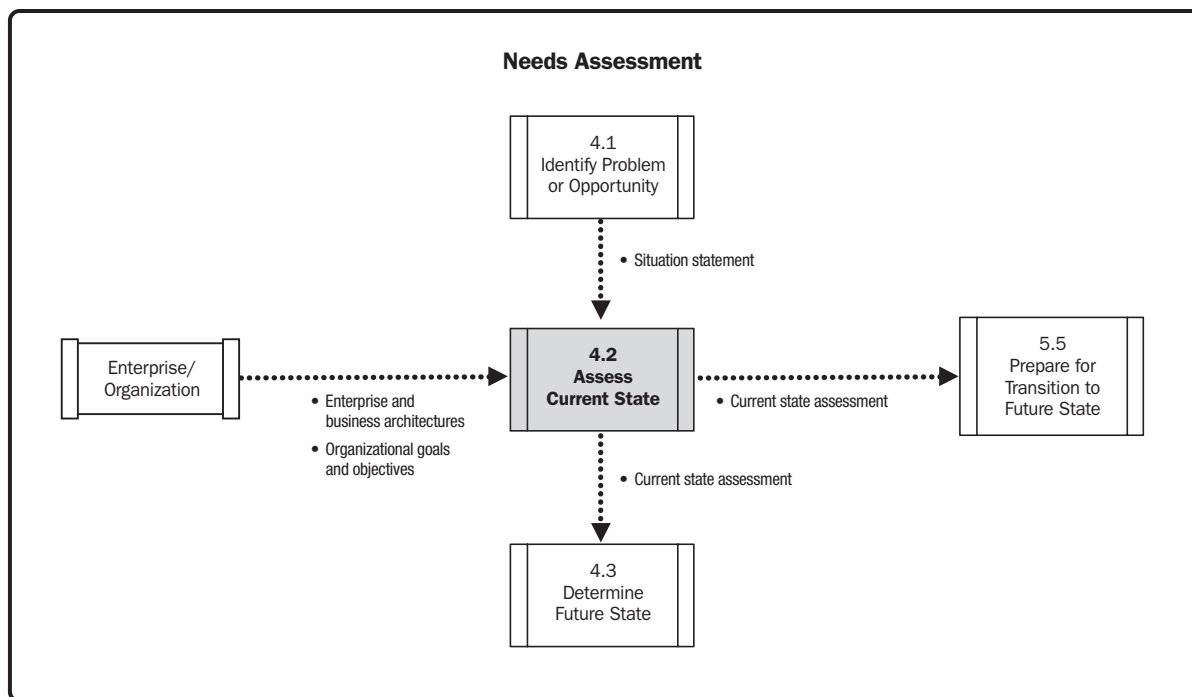 Needs Assessment
4.1
Identify Problem
or Opportunity
• Situation statement
Enterprise/
Organization
• Enterprise and
business architectures
• Organizational goals
and objectives
4.2
Assess
Current State
• Current state assessment
5.5
Prepare for
Transition to
Future State
• Current state assessment
4.3
Determine
Future State